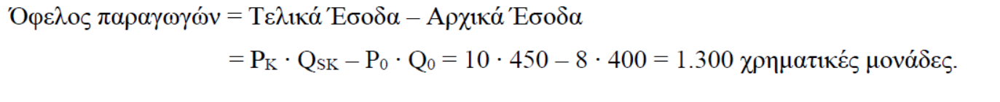 Όφελος παραγωγών = Τελικά Έσοδα – Αρχικά Έσοδα
= P_K · Q_SK – P_0 · Q_0 = 10 · 450 – 8 · 400 = 1.300 χρηματικές μονάδες.